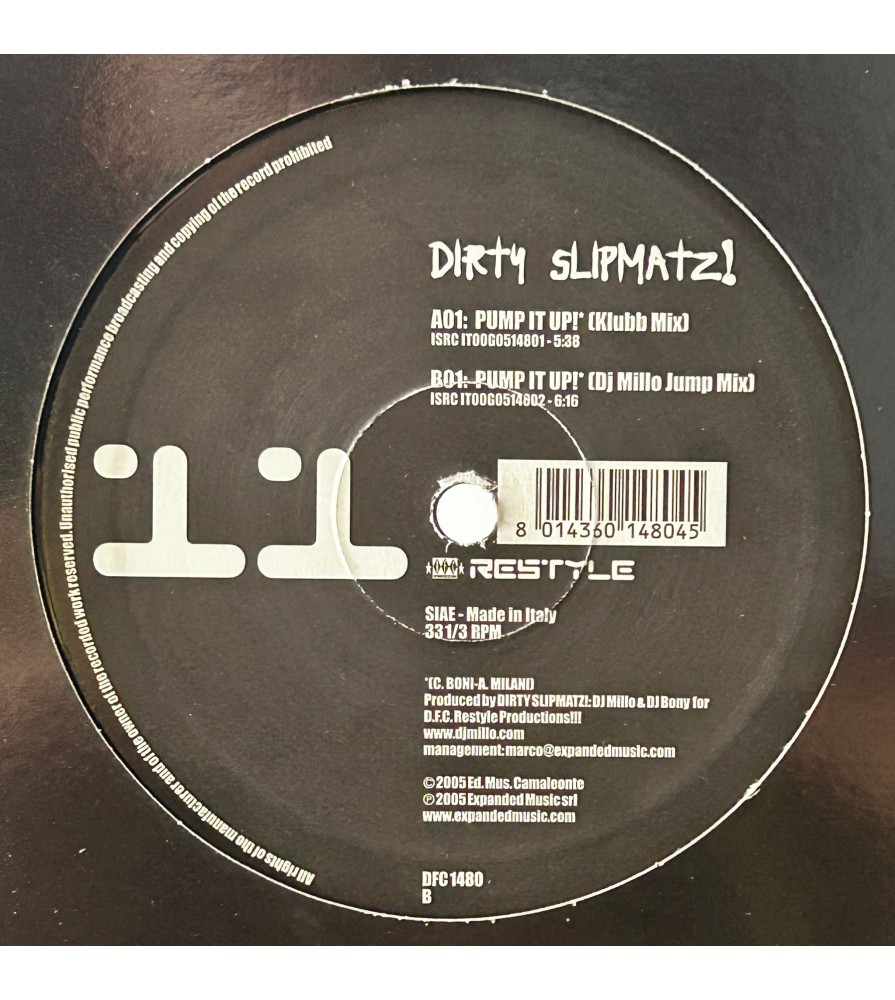 All rights of the manufacturer and of the owner of the recorded work reserved. Unauthorised public performance broadcasting and copying of the record prohibited
DIRTY SLIPMATZ!
A01: PUMP IT UP!* (Klubb Mix)
ISRC IT00G0514801 - 5:38
B01: PUMP IT UP!* (Dj Millo Jump Mix)
ISRC IT00G0514802 - 6:16
11
8 014360 148045
RESTYLE
SIAE - Made in Italy
33 1/3 RPM
*(C. BONI-A. MILANI)
Produced by DIRTY SLIPMATZ!: DJ Millo & DJ Bony for
D.F.C. Restyle Productions!!!
www.djmillo.com
management: marco@expandedmusic.com
© 2005 Ed. Mus. Camaleonte
℗ 2005 Expanded Music srl
www.expandedmusic.com
DFC 1480
B